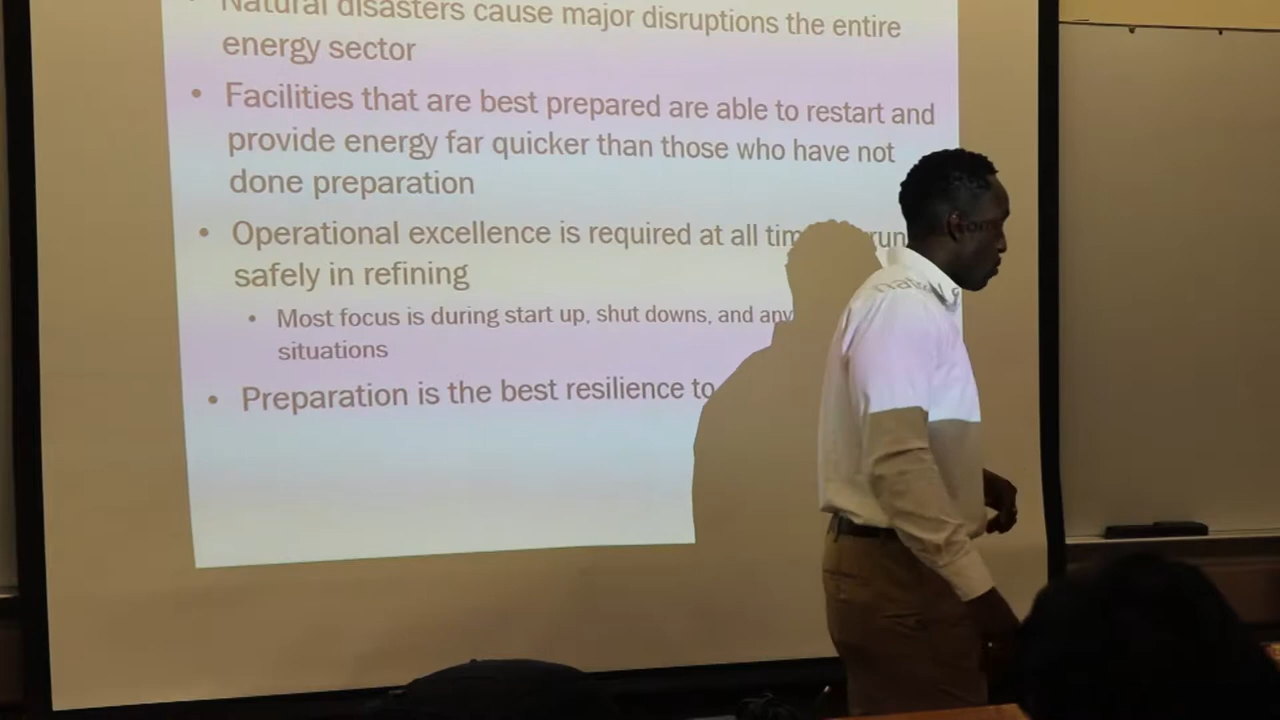 Natural disasters cause major disruptions the entire
energy sector
• Facilities that are best prepared are able to restart and
provide energy far quicker than those who have not
done preparation
• Operational excellence is required at all run
safely in refining
• Most focus is during start up, shut downs, and any
situations
• Preparation is the best resilience